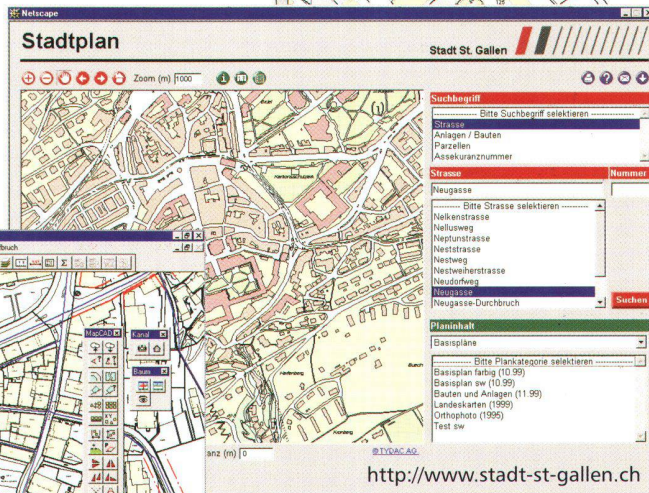 126
Netscape
Stadtplan
Stadt St. Gallen
Zoom (m) 1000
Suchbegriff
---------- Bitte Suchbegriff selektieren ----------
Strasse
Anlagen / Bauten
Parzellen
Assekuranznummer
Strasse
Nummer
Neugasse
---------- Bitte Strasse selektieren ----------
Nelkenstrasse
Nellusweg
Neptunstrasse
Neststrasse
Nestweg
Nestweiherstrasse
Neudorfweg
Neugasse
Neugasse-Durchbruch
Suchen
Planinhalt
Basispläne
---------- Bitte Plankategorie selektieren ----------
Basisplan farbig (10.99)
Basisplan sw (10.99)
Bauten und Anlagen (11.99)
Landeskarten (1999)
Orthophoto (1995)
Test sw
Kantonsschulpark
MapCAD
Kanal
Baum
XY
anz (m) 0
©TYDAC AG
http://www.stadt-st-gallen.ch